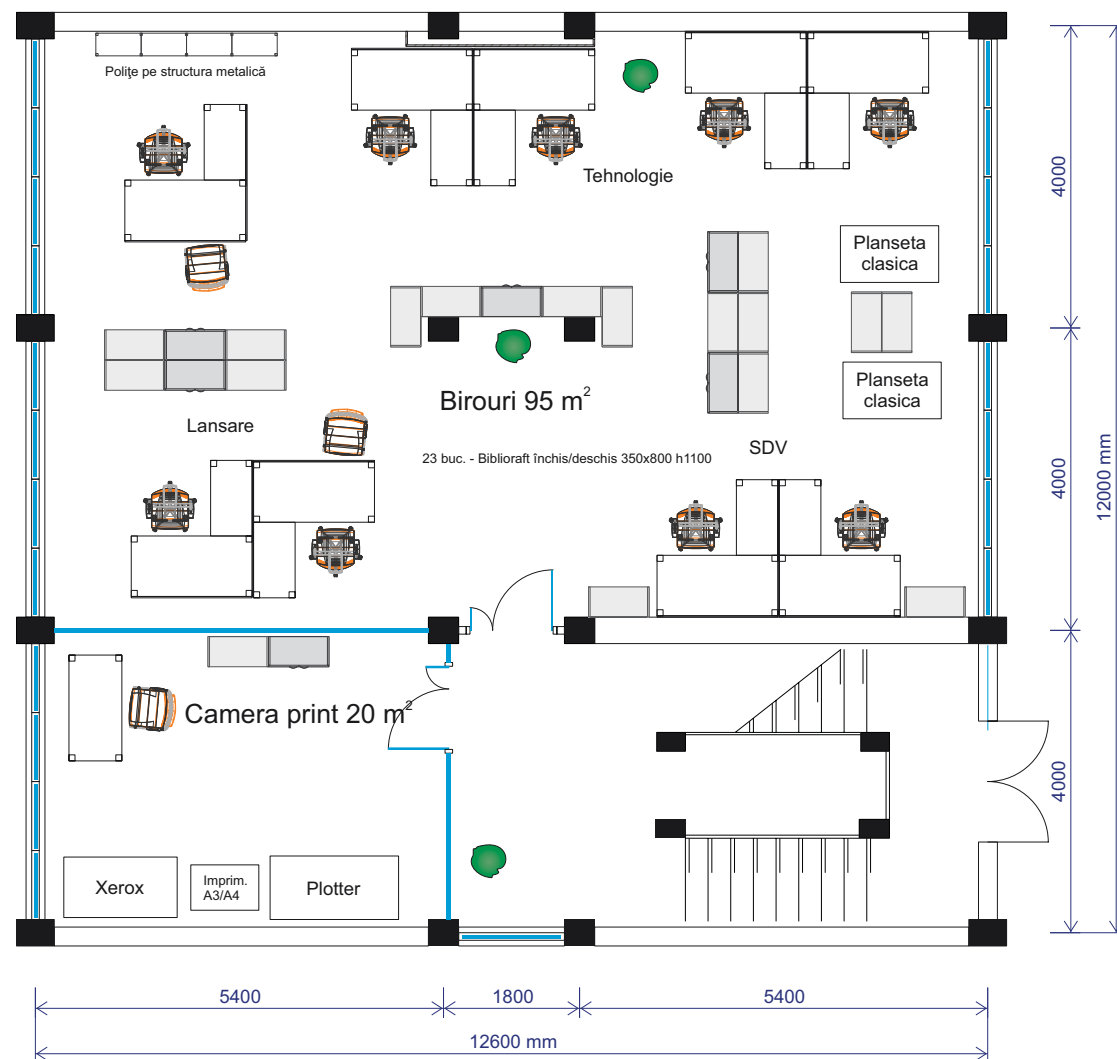 Poliţe pe structura metalică
Tehnologie
Planseta
clasica
Birouri 95 m²
Planseta
clasica
Lansare
SDV
23 buc. - Biblioraft închis/deschis 350x800 h1100
Camera print 20 m²
Xerox
Imprim.
A3/A4
Plotter
4000
4000
4000
12000 mm
5400
1800
5400
12600 mm